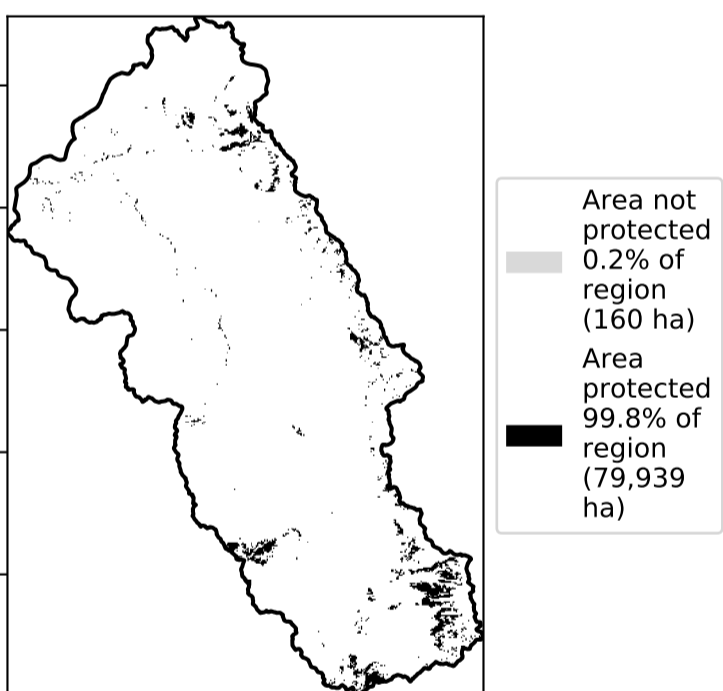 Area not
protected
0.2% of
region
(160 ha)
Area
protected
99.8% of
region
(79,939
ha)